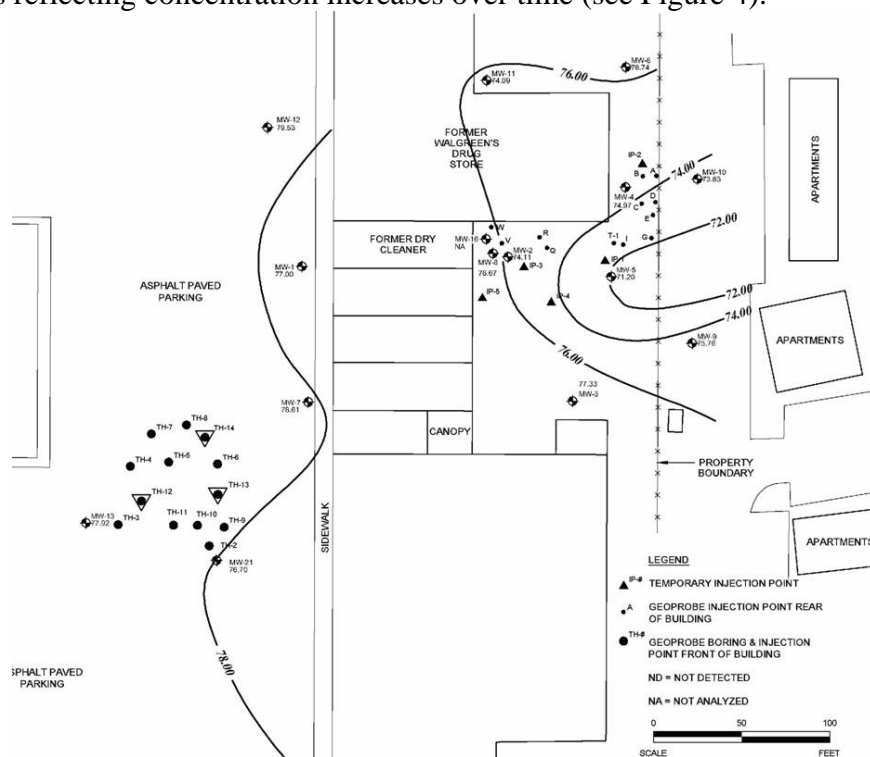 s reflecting concentration increases over time (see Figure 4).
MW-6
76.74
MW-11
74.09
76.00
MW-12
79.53
FORMER
WALGREEN'S
DRUG
STORE
APARTMENTS
IP-2
B
A
74.00
MW-10
73.83
MW-4
74.97
C
D
E
W
FORMER DRY
CLEANER
MW-16
NA
V
R
Q
T-1
I
G
72.00
MW-2
74.11
MW-8
76.67
IP-3
IP-1
MW-5
71.20
MW-1
77.00
ASPHALT PAVED
PARKING
IP-5
IP-4
72.00
74.00
MW-9
APARTMENTS
76.00
77.33
MW-3
MW-7
78.61
TH-8
TH-7
TH-14
CANOPY
TH-4
TH-5
TH-6
PROPERTY
BOUNDARY
TH-12
TH-13
MW-13
77.92
TH-3
TH-11
TH-10
TH-9
TH-2
SIDEWALK
APARTMENTS
MW-21
76.70
LEGEND
IP-# TEMPORARY INJECTION POINT
A GEOPROBE INJECTION POINT REAR
OF BUILDING
TH-# GEOPROBE BORING & INJECTION
POINT FRONT OF BUILDING
78.00
SPHALT PAVED
PARKING
ND = NOT DETECTED
NA = NOT ANALYZED
0 50 100
SCALE FEET